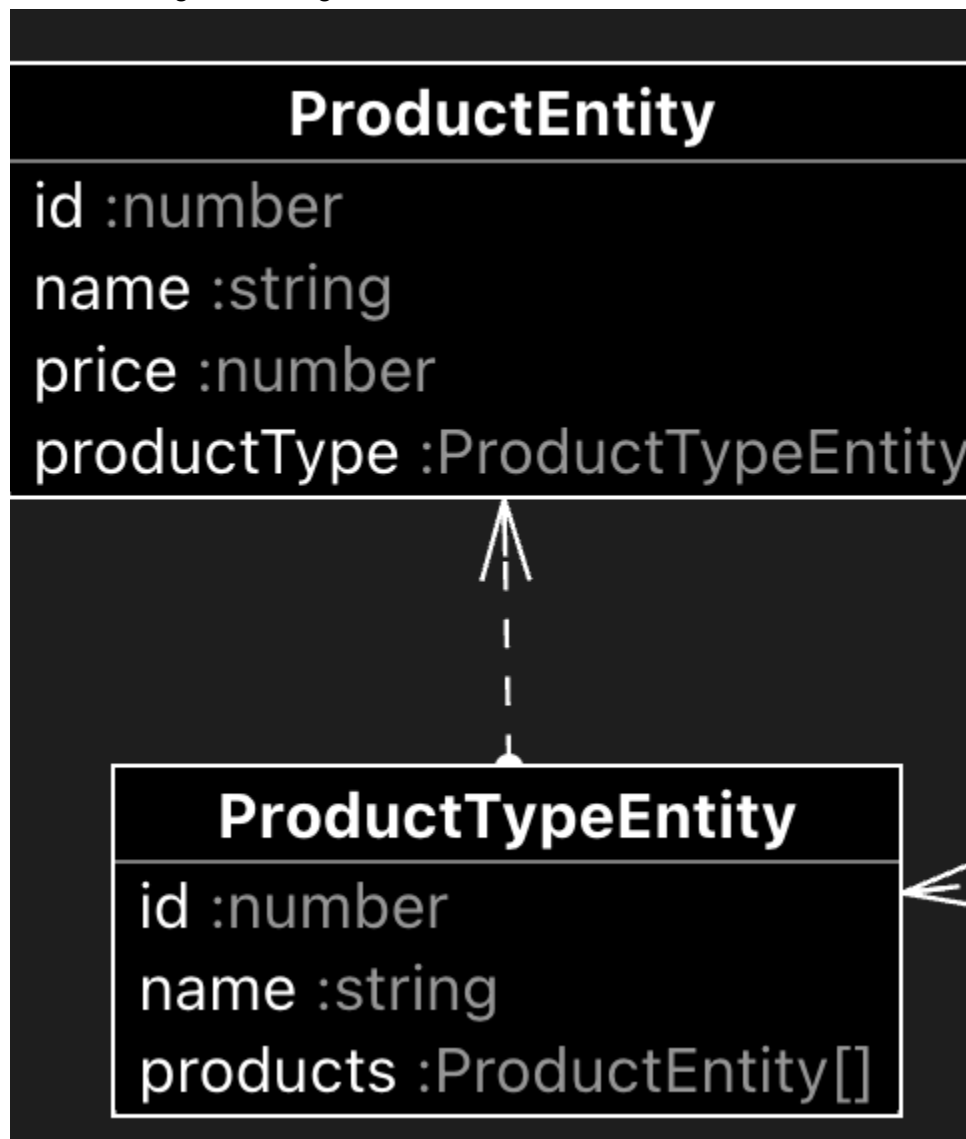 ProductEntity
id :number
name :string
price :number
productType :ProductTypeEntity
ProductTypeEntity
id :number
name :string
products :ProductEntity[]